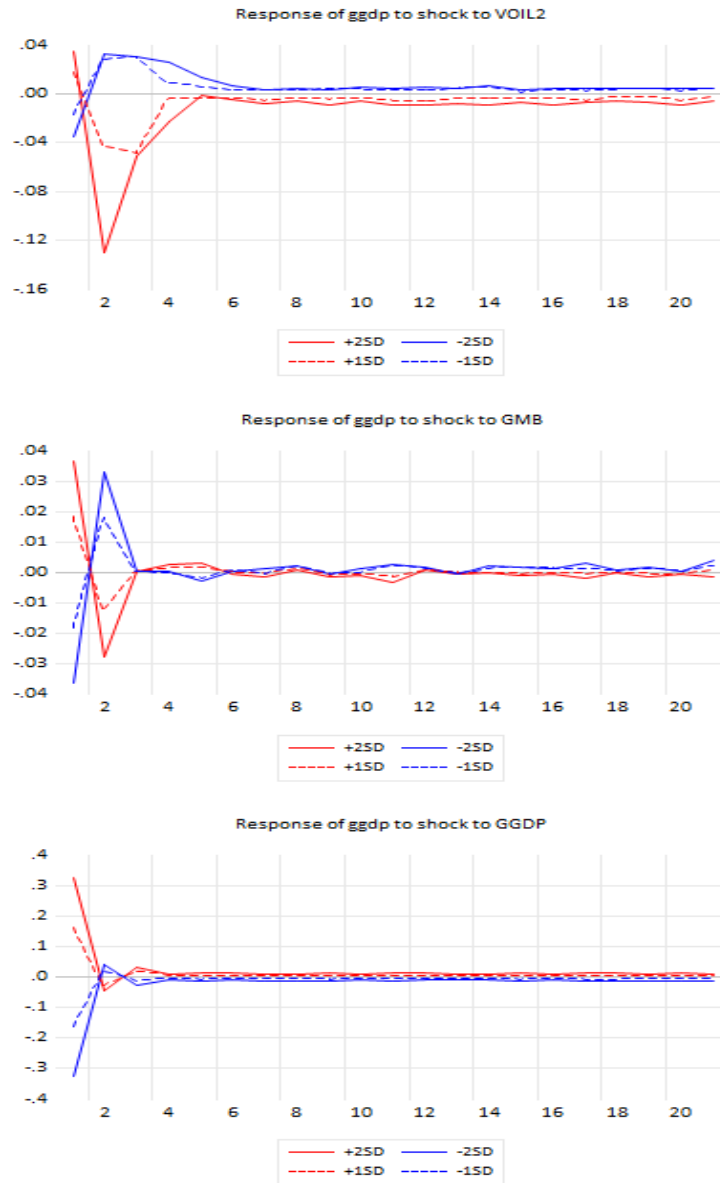 Response of ggdp to shock to VOIL2
.04
.00
-.04
-.08
-.12
-.16
2 4 6 8 10 12 14 16 18 20
+2SD -2SD
+1SD -1SD
Response of ggdp to shock to GMB
.04
.03
.02
.01
.00
-.01
-.02
-.03
-.04
2 4 6 8 10 12 14 16 18 20
+2SD -2SD
+1SD -1SD
Response of ggdp to shock to GGDP
.4
.3
.2
.1
.0
-.1
-.2
-.3
-.4
2 4 6 8 10 12 14 16 18 20
+2SD -2SD
+1SD -1SD